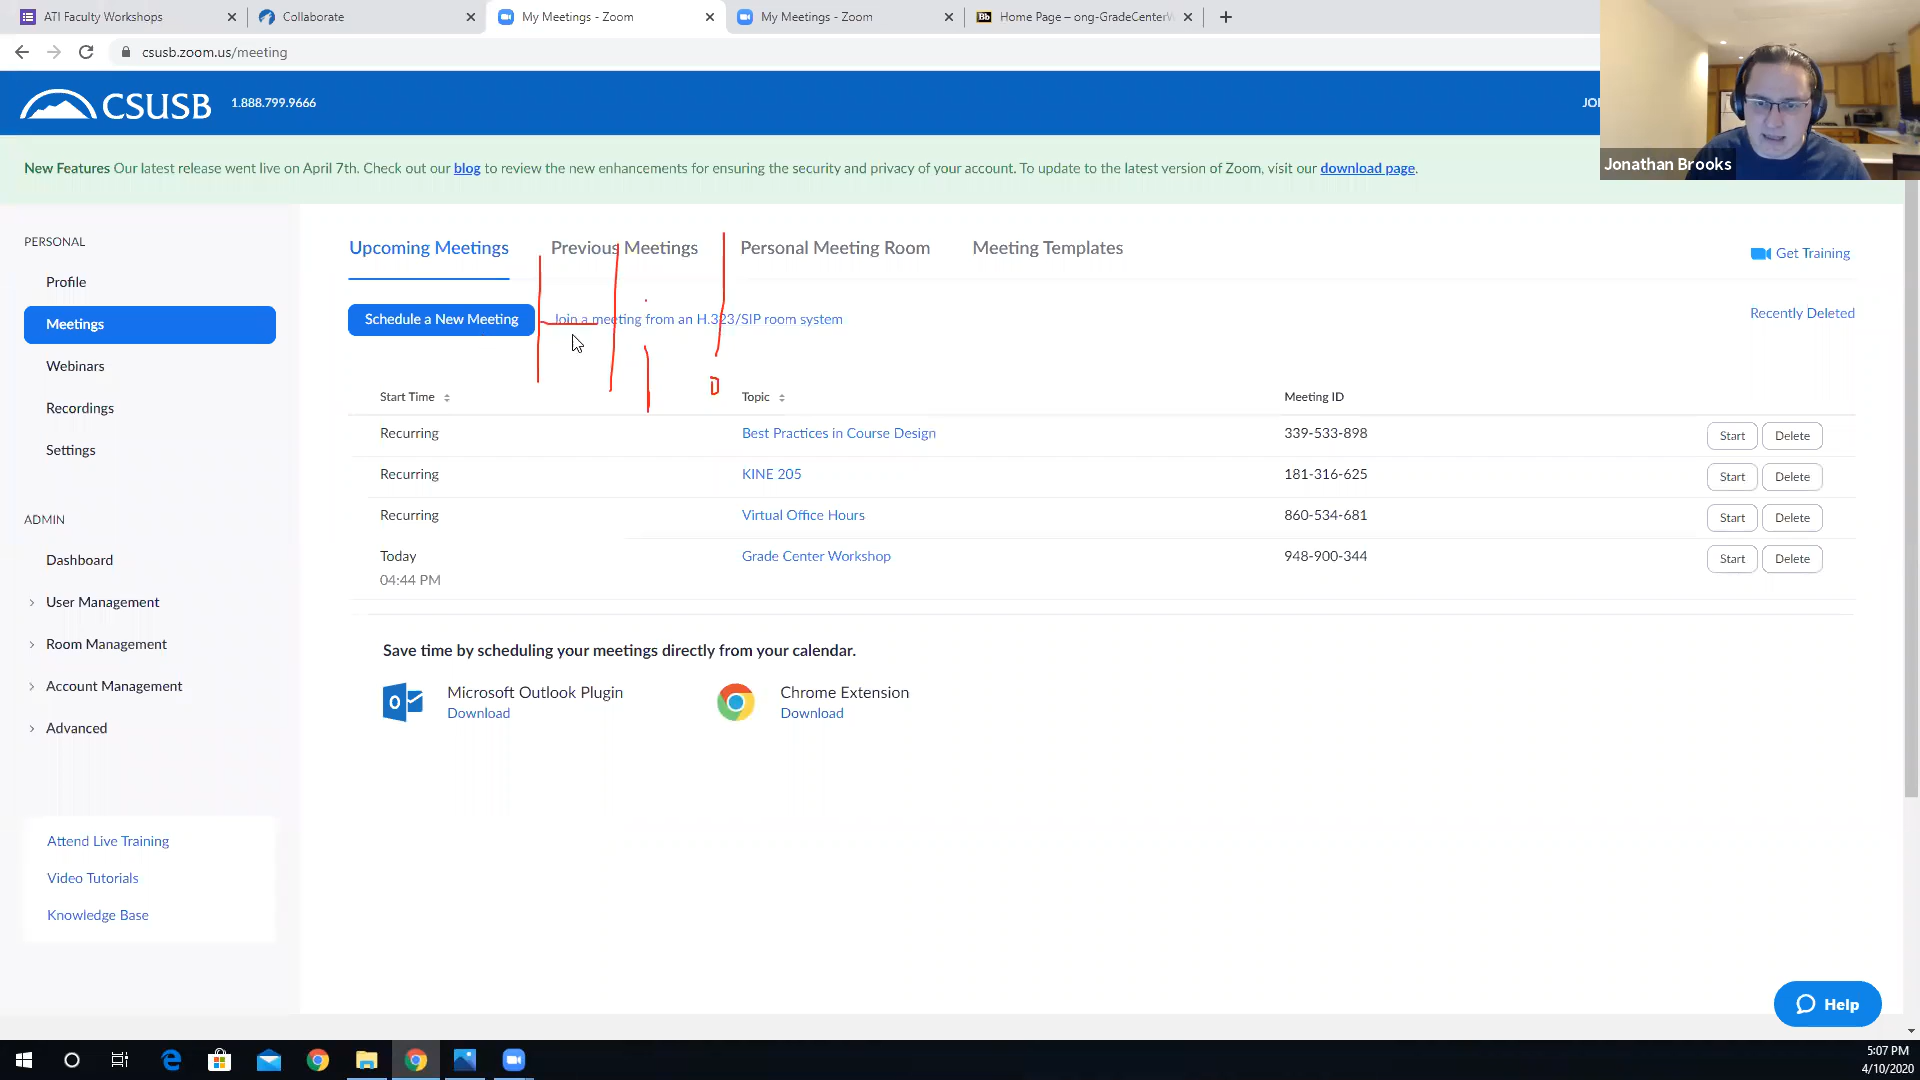 ATI Faculty Workshops
Collaborate
My Meetings - Zoom
My Meetings - Zoom
Bb Home Page – ong-GradeCenterW
csusb.zoom.us/meeting
CSUSB 1.888.799.9666
JOI
Jonathan Brooks
New Features Our latest release went live on April 7th. Check out our blog to review the new enhancements for ensuring the security and privacy of your account. To update to the latest version of Zoom, visit our download page.
PERSONAL
Profile
Meetings
Webinars
Recordings
Settings
ADMIN
Dashboard
User Management
Room Management
Account Management
Advanced
Attend Live Training
Video Tutorials
Knowledge Base
Upcoming Meetings Previous Meetings Personal Meeting Room Meeting Templates
Get Training
Schedule a New Meeting Join a meeting from an H.323/SIP room system
Recently Deleted
Hi!
Start Time Topic Meeting ID
Recurring Best Practices in Course Design 339-533-898 Start Delete
Recurring KINE 205 181-316-625 Start Delete
Recurring Virtual Office Hours 860-534-681 Start Delete
Today Grade Center Workshop 948-900-344 Start Delete
04:44 PM
Save time by scheduling your meetings directly from your calendar.
Microsoft Outlook Plugin
Download
Chrome Extension
Download
Help
5:07 PM
4/10/2020